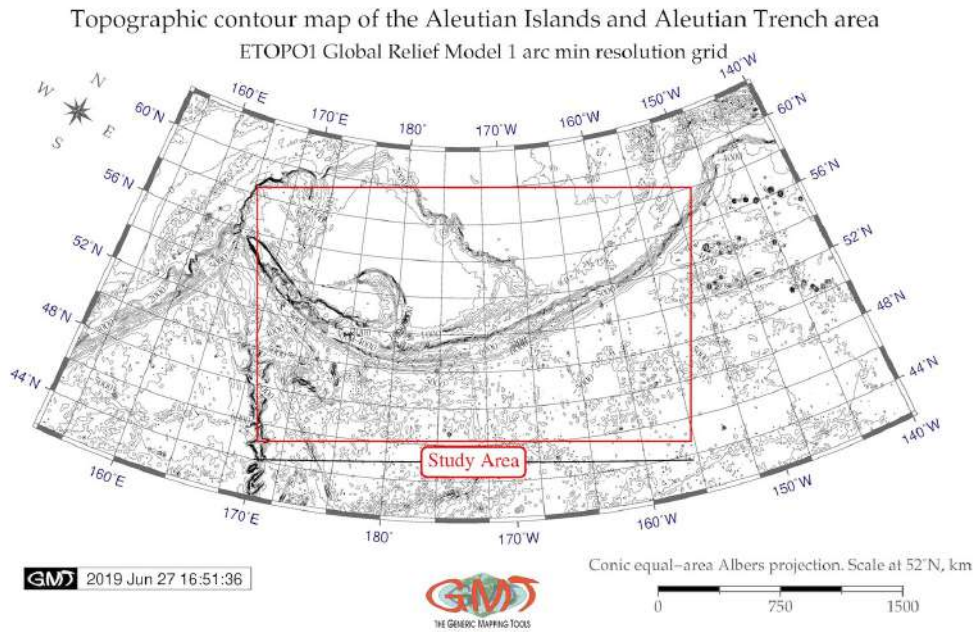 Topographic contour map of the Aleutian Islands and Aleutian Trench area
ETOPO1 Global Relief Model 1 arc min resolution grid
N
W
E
S
160°E
170°E
180°
170°W
160°W
150°W
140°W
60°N
60°N
56°N
56°N
52°N
52°N
48°N
48°N
44°N
44°N
4000
Study Area
160°E
170°E
180°
170°W
160°W
150°W
140°W
GMT 2019 Jun 27 16:51:36
GMT
THE GENERIC MAPPING TOOLS
Conic equal-area Albers projection. Scale at 52°N, km
0 750 1500